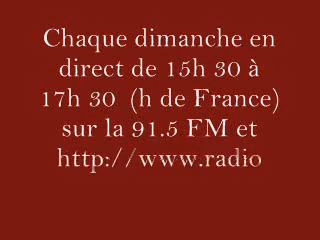 Chaque dimanche en
direct de 15h 30 à
17h 30 (h de France)
sur la 91.5 FM et
http://www.radio